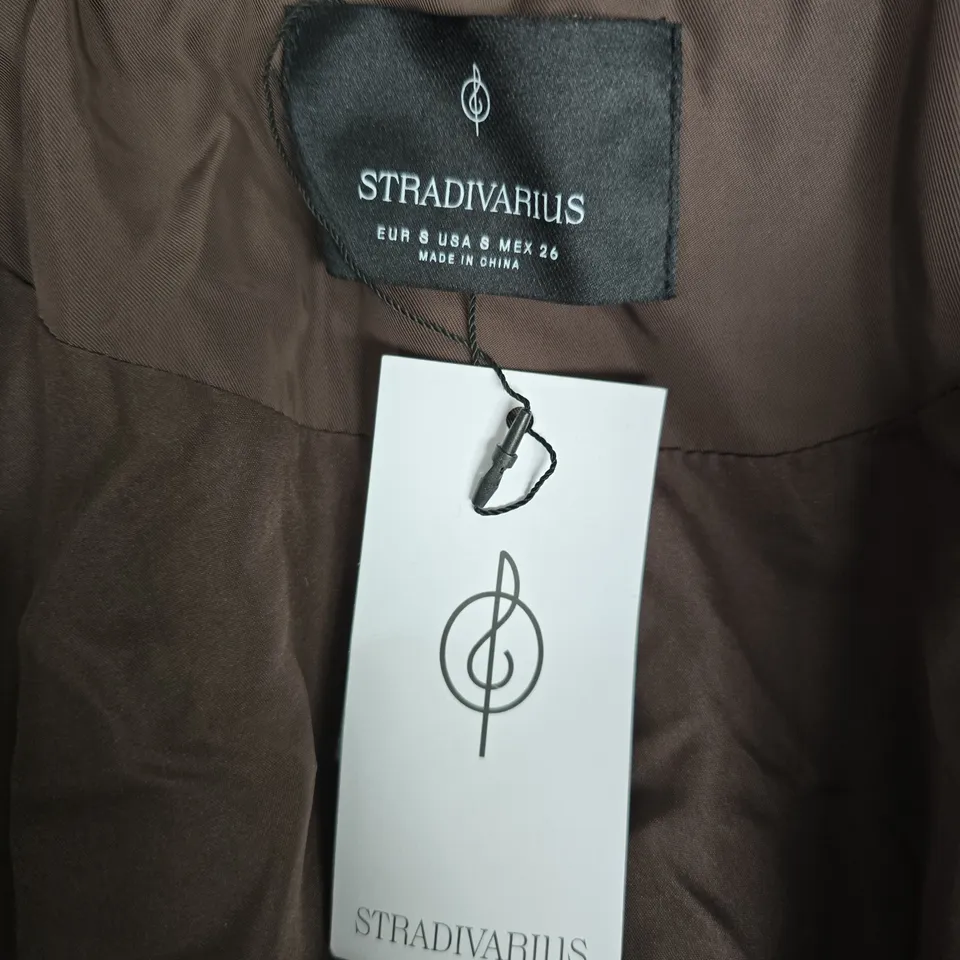 STRADIVARIUS
EUR S USA S MEX 26
MADE IN CHINA
STRADIVARIUS